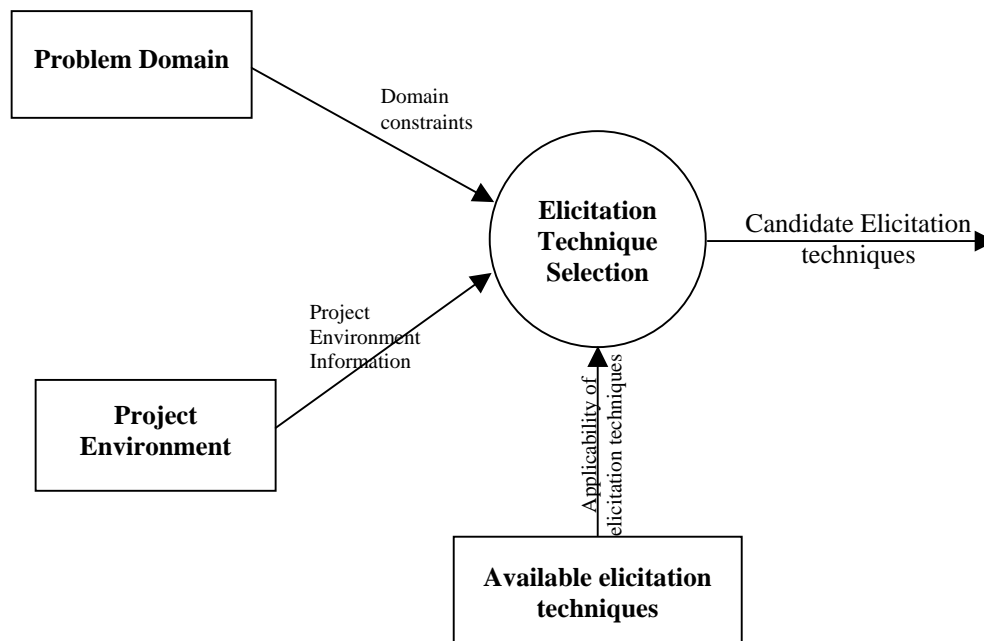 Problem Domain
Domain
constraints
Elicitation
Technique
Selection
Candidate Elicitation
techniques
Project
Environment
Information
Project
Environment
Applicability of
elicitation techniques
Available elicitation
techniques